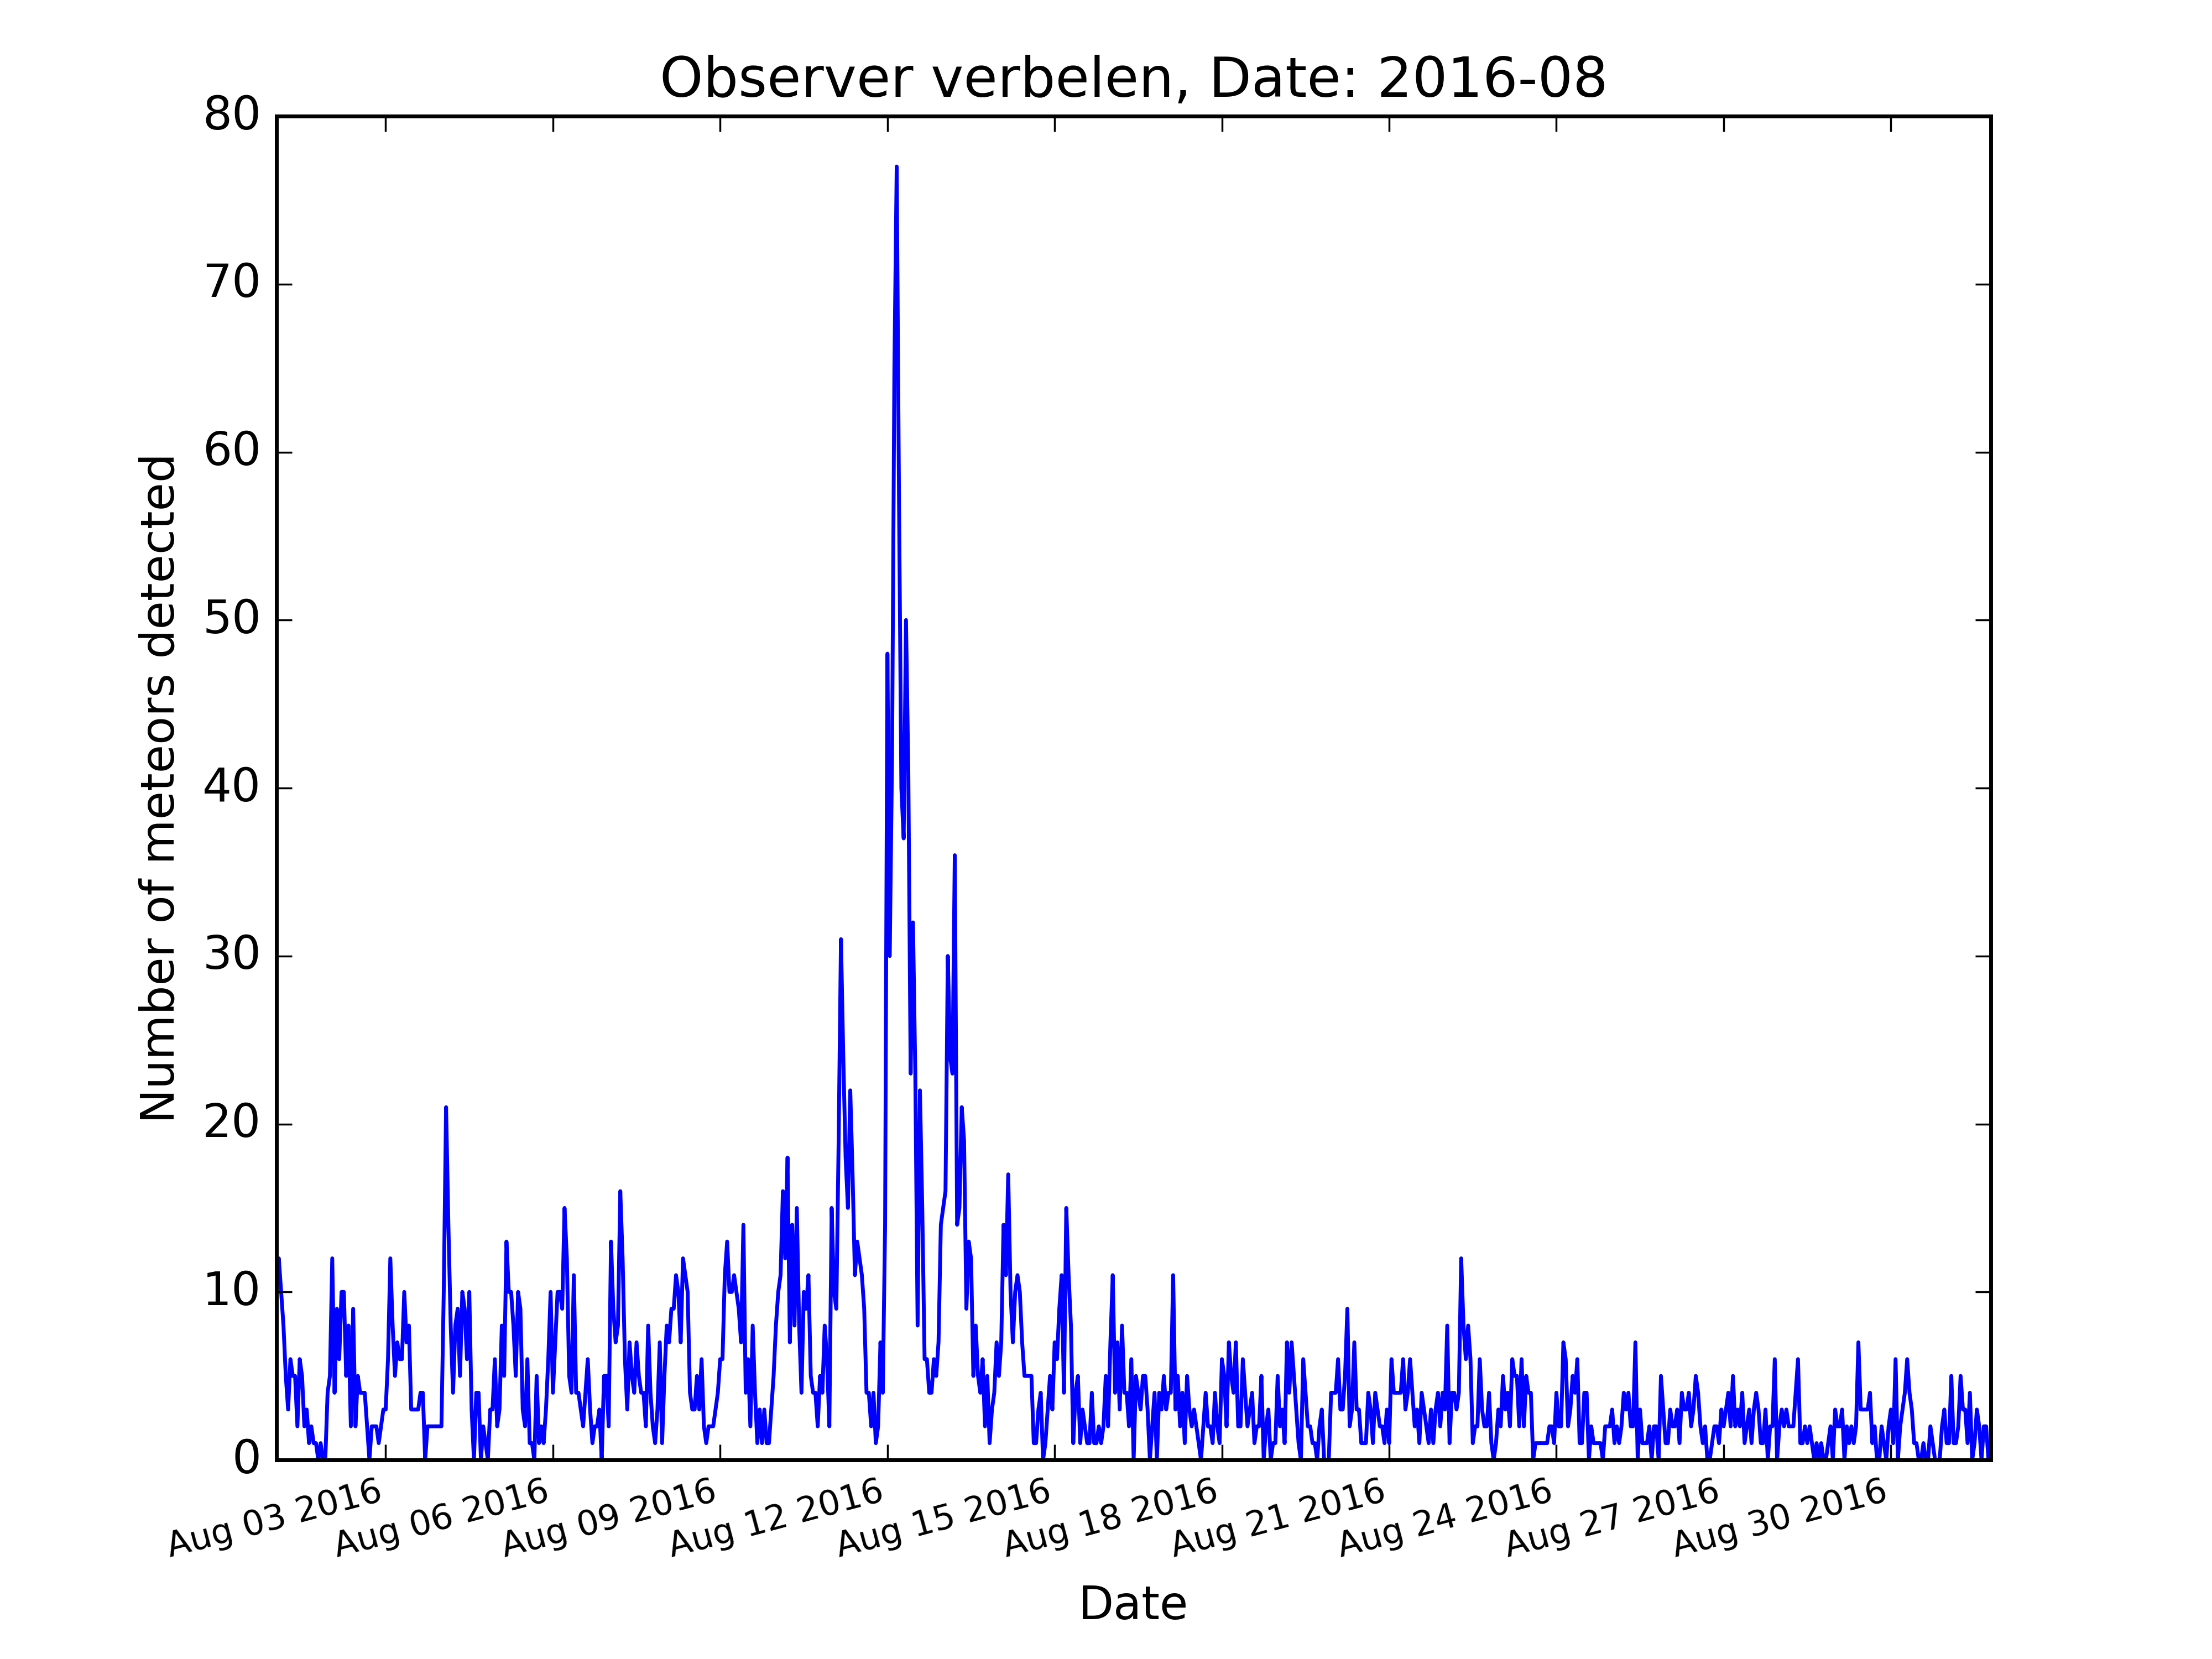 Observer verbelen, Date: 2016-08
Number of meteors detected
80
70
60
50
40
30
20
10
0
Aug 03 2016
Aug 06 2016
Aug 09 2016
Aug 12 2016
Aug 15 2016
Aug 18 2016
Aug 21 2016
Aug 24 2016
Aug 27 2016
Aug 30 2016
Date